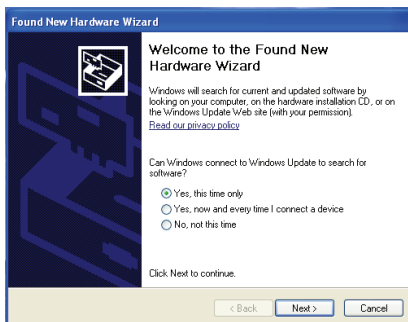 Found New Hardware Wizard
Welcome to the Found New
Hardware Wizard
Windows will search for current and updated software by
looking on your computer, on the hardware installation CD, or on
the Windows Update Web site (with your permission).
Read our privacy policy
Can Windows connect to Windows Update to search for
software?
Yes, this time only
Yes, now and every time I connect a device
No, not this time
Click Next to continue.
< Back Next > Cancel